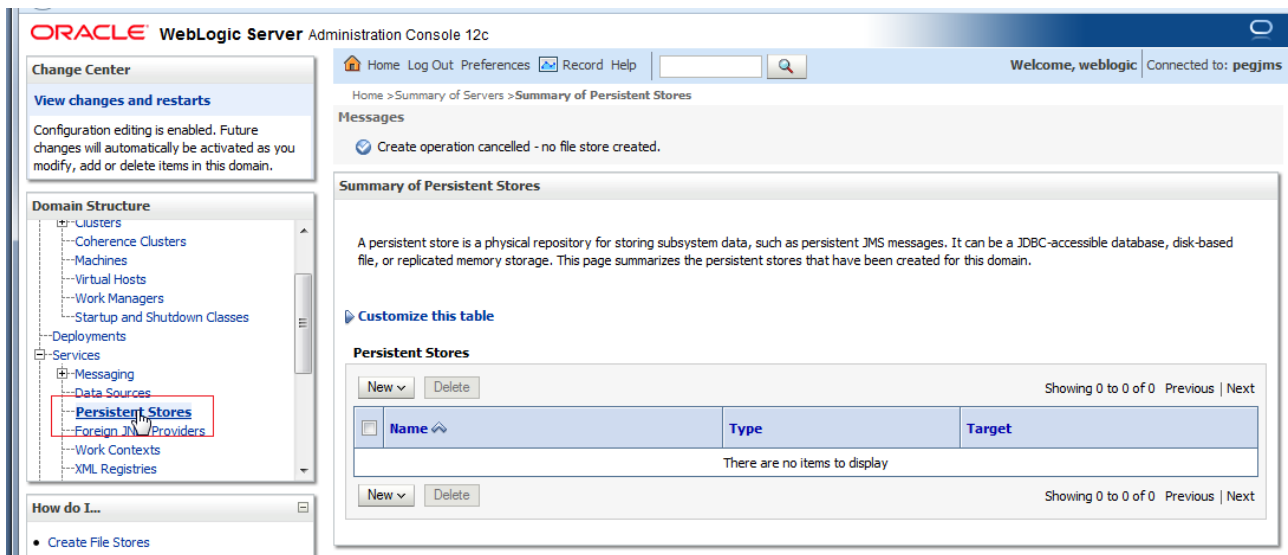 ORACLE WebLogic Server Administration Console 12c
Change Center
View changes and restarts
Configuration editing is enabled. Future
changes will automatically be activated as you
modify, add or delete items in this domain.
Domain Structure
Clusters
Coherence Clusters
Machines
Virtual Hosts
Work Managers
Startup and Shutdown Classes
Deployments
Services
Messaging
Data Sources
Persistent Stores
Foreign Providers
Work Contexts
XML Registries
How do I...
Create File Stores
Home Log Out Preferences Record Help
Welcome, weblogic Connected to: pegjms
Home >Summary of Servers >Summary of Persistent Stores
Messages
Create operation cancelled - no file store created.
Summary of Persistent Stores
A persistent store is a physical repository for storing subsystem data, such as persistent JMS messages. It can be a JDBC-accessible database, disk-based
file, or replicated memory storage. This page summarizes the persistent stores that have been created for this domain.
Customize this table
Persistent Stores
New Delete Showing 0 to 0 of 0 Previous | Next
Name Type Target
There are no items to display
New Delete Showing 0 to 0 of 0 Previous | Next